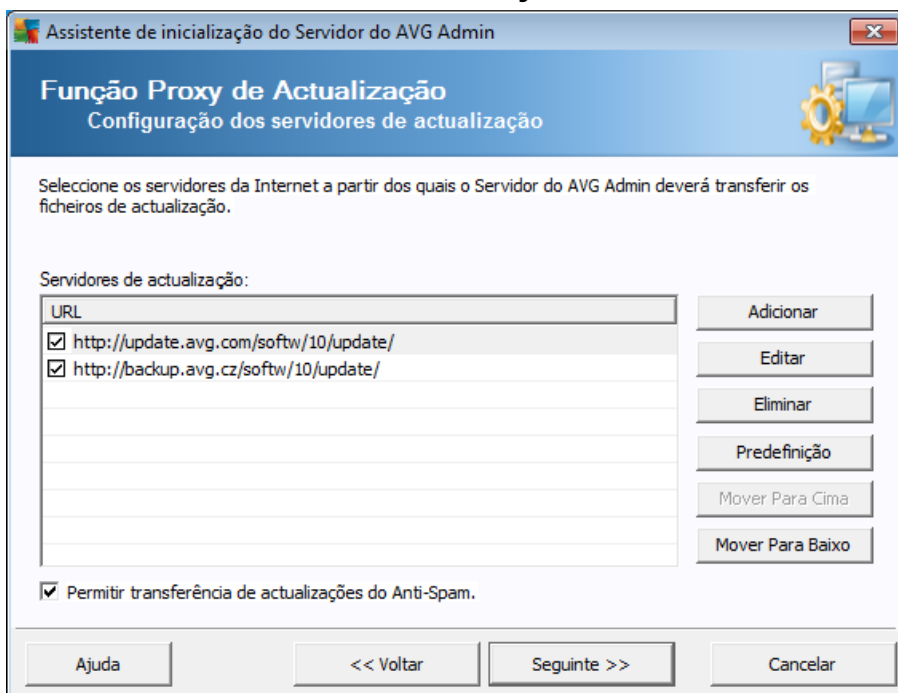 Assistente de inicialização do Servidor do AVG Admin
Função Proxy de Actualização
Configuração dos servidores de actualização
Seleccione os servidores da Internet a partir dos quais o Servidor do AVG Admin deverá transferir os
ficheiros de actualização.
Servidores de actualização:
URL
http://update.avg.com/softw/10/update/
http://backup.avg.cz/softw/10/update/
Adicionar
Editar
Eliminar
Predefinição
Mover Para Cima
Mover Para Baixo
Permitir transferência de actualizações do Anti-Spam.
Ajuda
<< Voltar
Seguinte >>
Cancelar